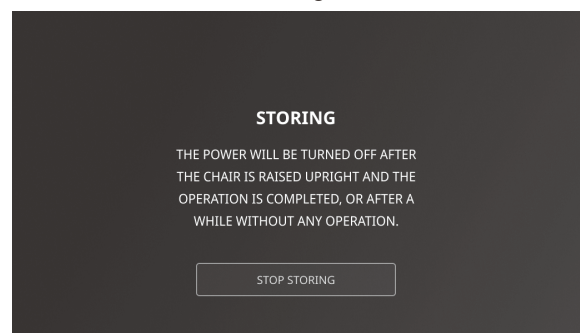 STORING
THE POWER WILL BE TURNED OFF AFTER
THE CHAIR IS RAISED UPRIGHT AND THE
OPERATION IS COMPLETED, OR AFTER A
WHILE WITHOUT ANY OPERATION.
STOP STORING